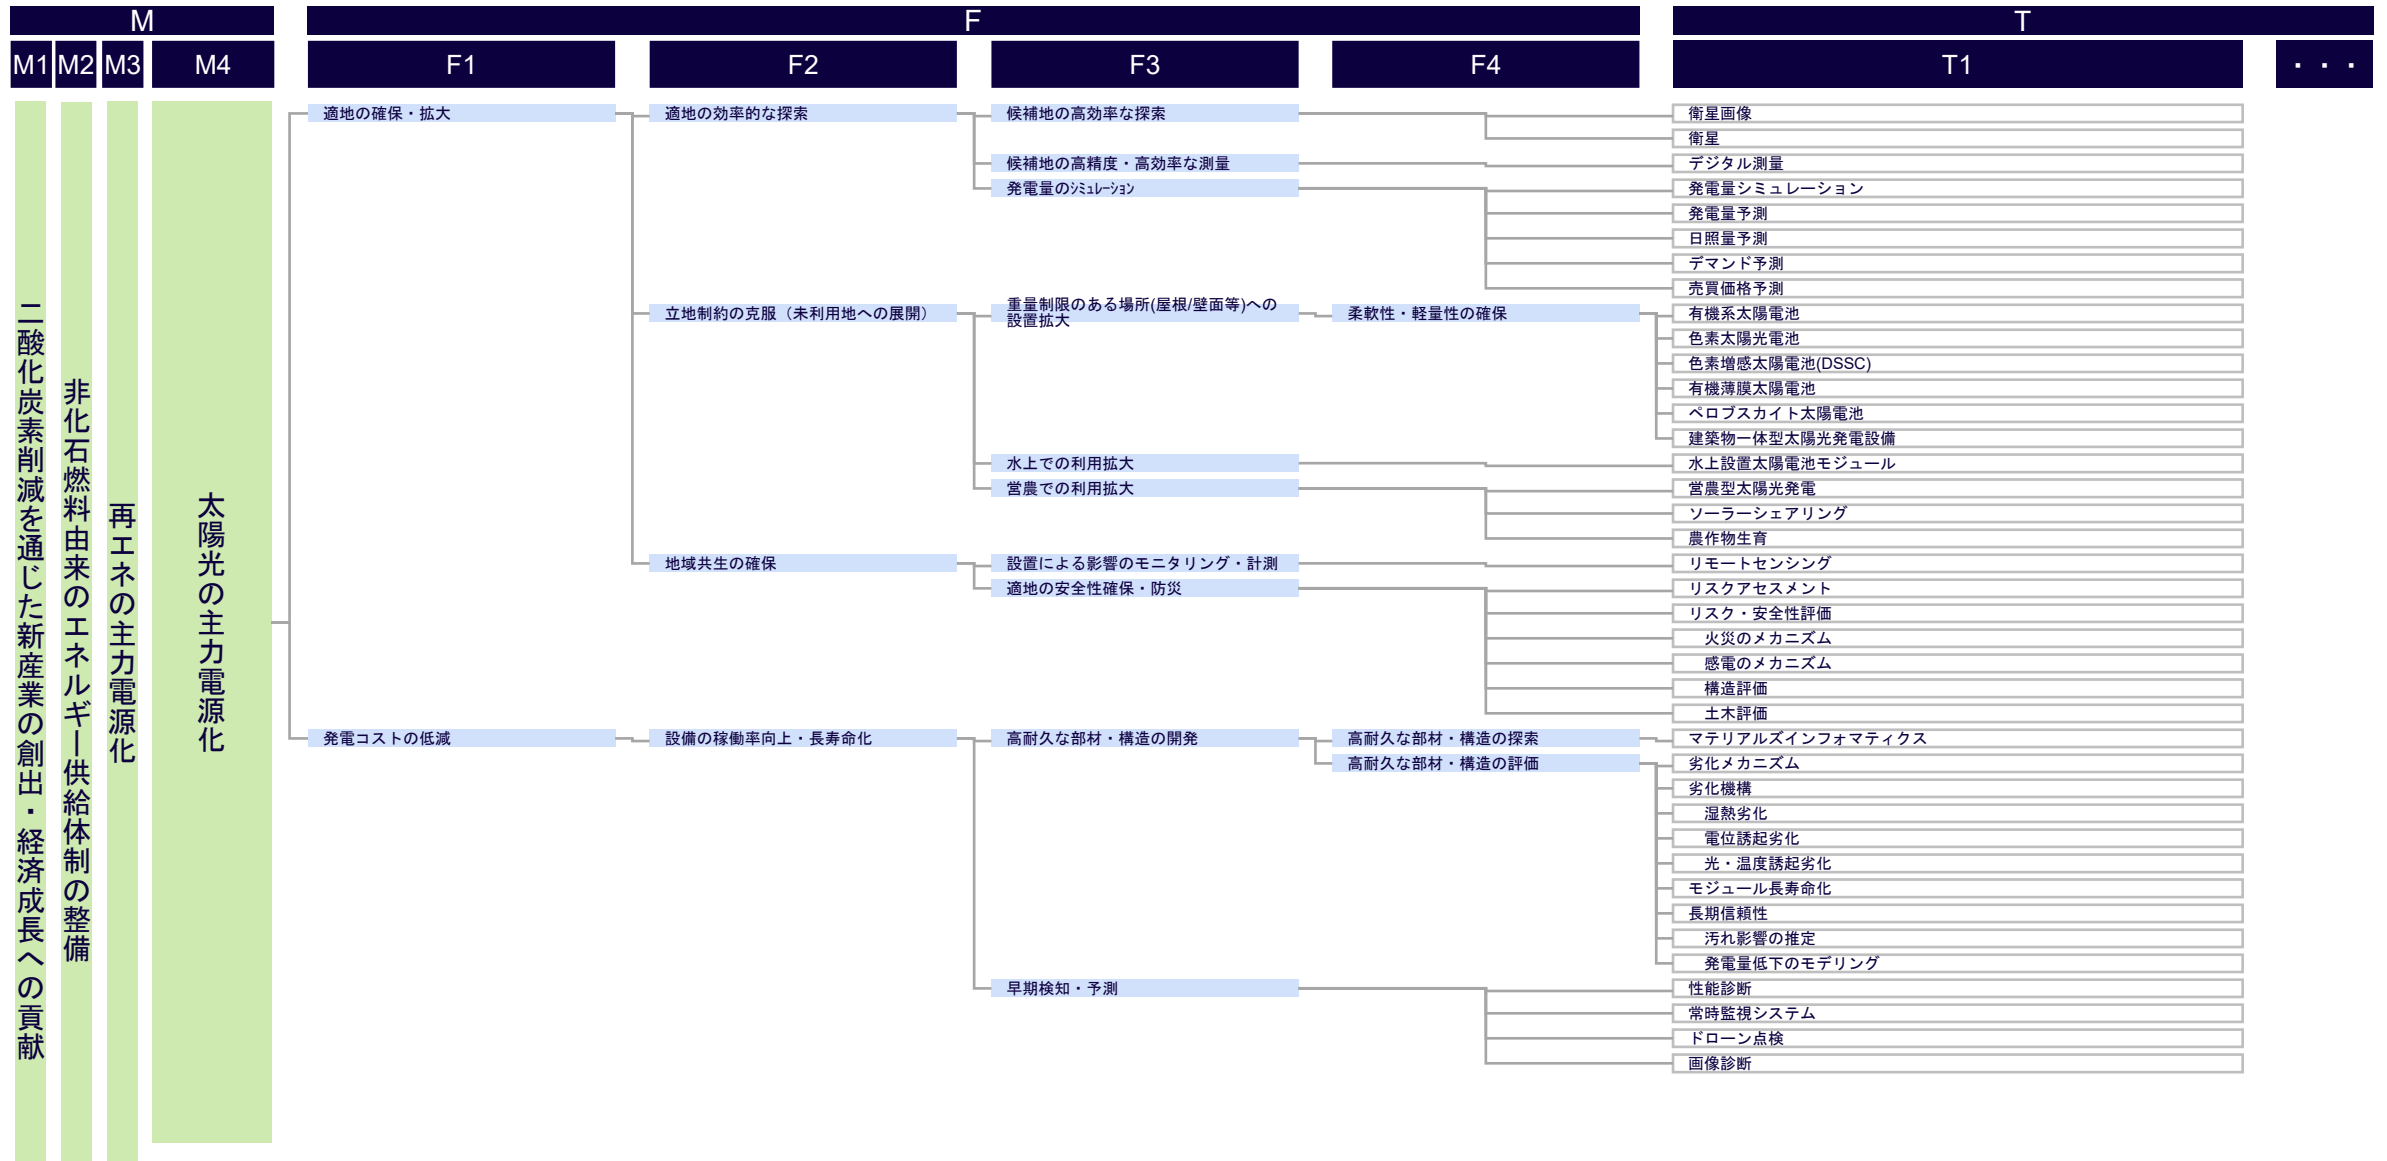 M
F
T
M1
M2
M3
M4
F1
F2
F3
F4
T1
・・・
二酸化炭素削減を通じた新産業の創出・経済成長への貢献
非化石燃料由来のエネルギー供給体制の整備
再エネの主力電源化
太陽光の主力電源化
適地の確保・拡大
適地の効率的な探索
候補地の高効率な探索
衛星画像
衛星
候補地の高精度・高効率な測量
デジタル測量
発電量のｼﾐｭﾚｰｼｮﾝ
発電量シミュレーション
発電量予測
日照量予測
デマンド予測
売買価格予測
立地制約の克服（未利用地への展開）
重量制限のある場所(屋根/壁面等)への
設置拡大
柔軟性・軽量性の確保
有機系太陽電池
色素太陽光電池
色素増感太陽電池(DSSC)
有機薄膜太陽電池
ペロブスカイト太陽電池
建築物一体型太陽光発電設備
水上での利用拡大
水上設置太陽電池モジュール
営農での利用拡大
営農型太陽光発電
ソーラーシェアリング
農作物生育
地域共生の確保
設置による影響のモニタリング・計測
リモートセンシング
適地の安全性確保・防災
リスクアセスメント
リスク・安全性評価
火災のメカニズム
感電のメカニズム
構造評価
土木評価
発電コストの低減
設備の稼働率向上・長寿命化
高耐久な部材・構造の開発
高耐久な部材・構造の探索
マテリアルズインフォマティクス
高耐久な部材・構造の評価
劣化メカニズム
劣化機構
湿熱劣化
電位誘起劣化
光・温度誘起劣化
モジュール長寿命化
長期信頼性
汚れ影響の推定
発電量低下のモデリング
早期検知・予測
性能診断
常時監視システム
ドローン点検
画像診断